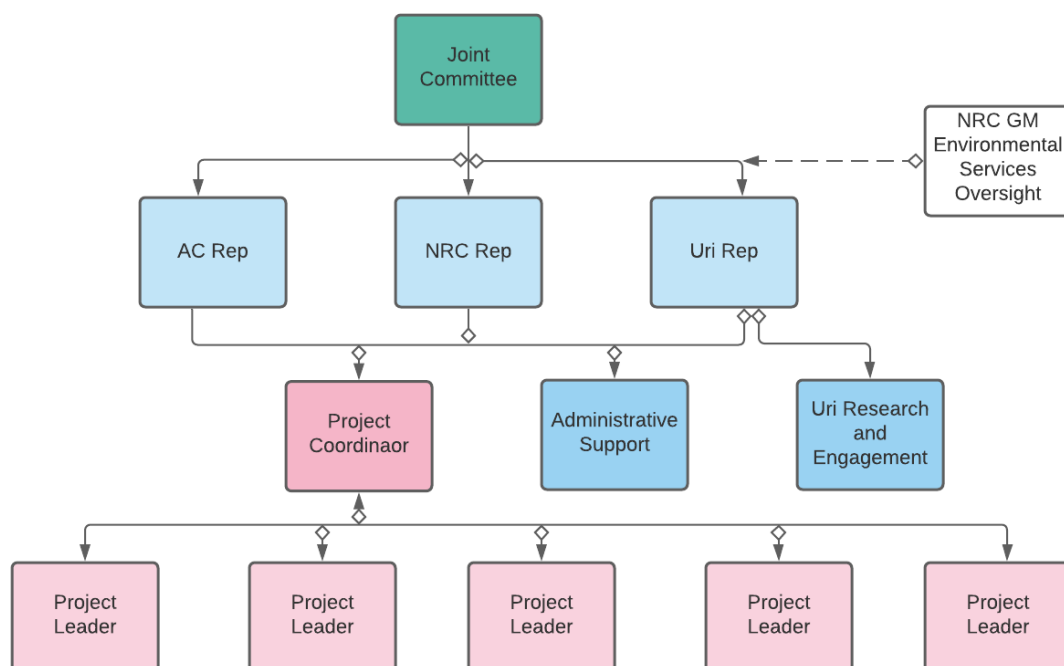 Joint
Committee
NRC GM
Environmental
Services
Oversight
AC Rep
NRC Rep
Uri Rep
Project
Coordinaor
Administrative
Support
Uri Research
and
Engagement
Project
Leader
Project
Leader
Project
Leader
Project
Leader
Project
Leader